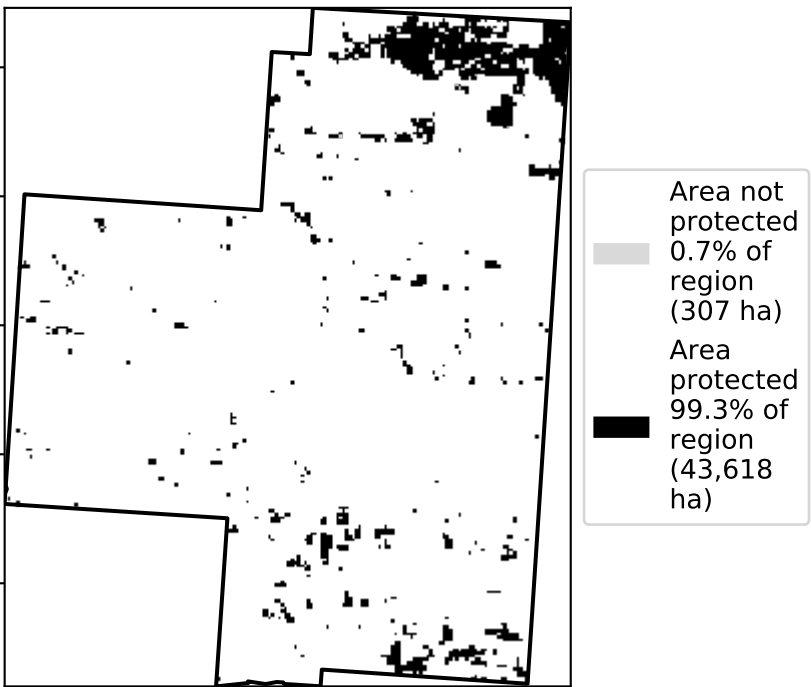 Area not
protected
0.7% of
region
(307 ha)
Area
protected
99.3% of
region
(43,618
ha)